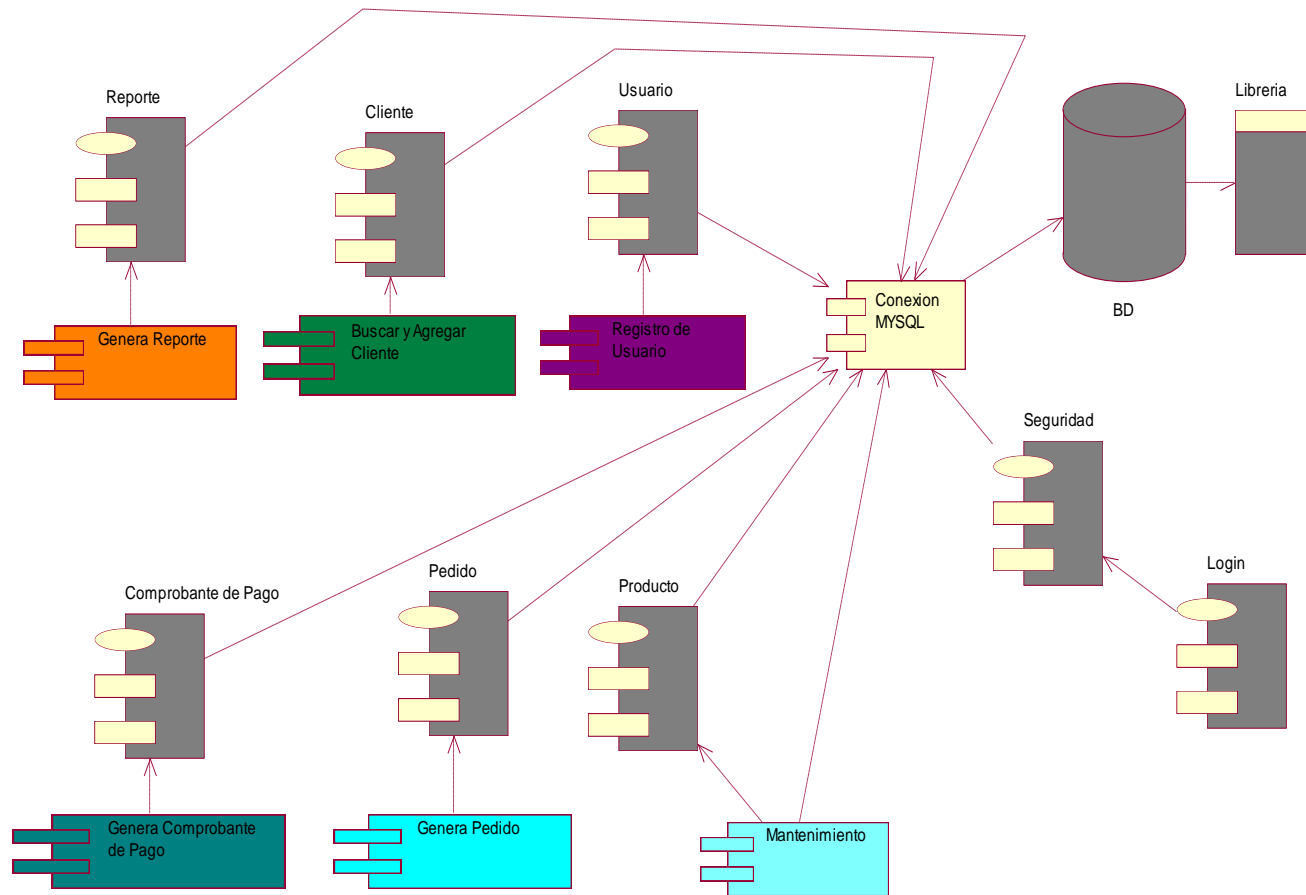 Reporte
Cliente
Usuario
Libreria
Conexion
MYSQL
BD
Genera Reporte
Buscar y Agregar
Cliente
Registro de
Usuario
Seguridad
Login
Comprobante de Pago
Pedido
Producto
Genera Comprobante
de Pago
Genera Pedido
Mantenimiento